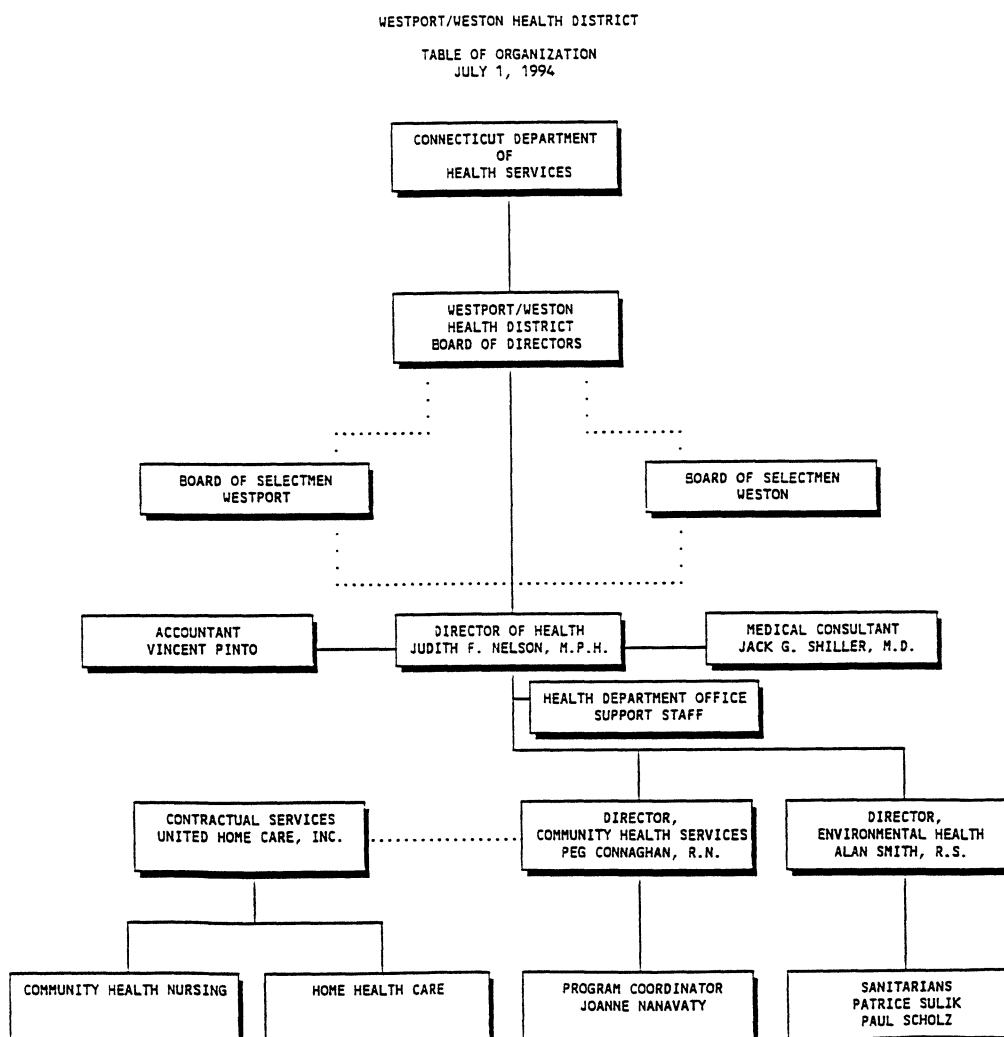 WESTPORT/WESTON HEALTH DISTRICT
TABLE OF ORGANIZATION
JULY 1, 1994
CONNECTICUT DEPARTMENT
OF
HEALTH SERVICES
WESTPORT/WESTON
HEALTH DISTRICT
BOARD OF DIRECTORS
BOARD OF SELECTMEN
WESTPORT
BOARD OF SELECTMEN
WESTON
ACCOUNTANT
VINCENT PINTO
DIRECTOR OF HEALTH
JUDITH F. NELSON, M.P.H.
MEDICAL CONSULTANT
JACK G. SHILLER, M.D.
HEALTH DEPARTMENT OFFICE
SUPPORT STAFF
CONTRACTUAL SERVICES
UNITED HOME CARE, INC.
DIRECTOR,
COMMUNITY HEALTH SERVICES
PEG CONNAGHAN, R.N.
DIRECTOR,
ENVIRONMENTAL HEALTH
ALAN SMITH, R.S.
COMMUNITY HEALTH NURSING
HOME HEALTH CARE
PROGRAM COORDINATOR
JOANNE NANAVATY
SANITARIANS
PATRICE SULIK
PAUL SCHOLZ